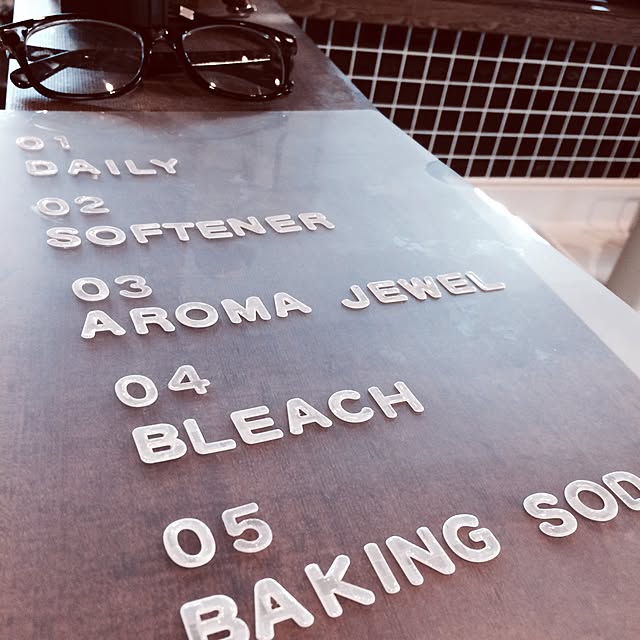 01
DAILY
02
SOFTENER
03
AROMA JEWEL
04
BLEACH
05
BAKING SOD